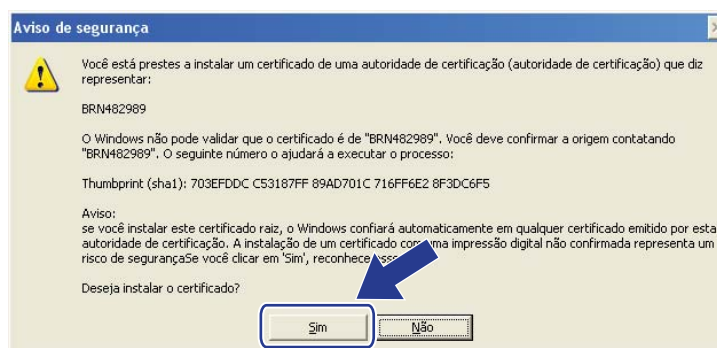 Aviso de segurança
Você está prestes a instalar um certificado de uma autoridade de certificação (autoridade de certificação) que diz
representar:
BRN482989
O Windows não pode validar que o certificado é de "BRN482989". Você deve confirmar a origem contatando
"BRN482989". O seguinte número o ajudará a executar o processo:
Thumbprint (sha1): 703EFDDC C53187FF 89AD701C 716FF6E2 8F3DC6F5
Aviso:
se você instalar este certificado raiz, o Windows confiará automaticamente em qualquer certificado emitido por esta
autoridade de certificação. A instalação de um certificado com uma impressão digital não confirmada representa um
risco de segurançaSe você clicar em 'Sim', reconhece
Deseja instalar o certificado?
Sim Não